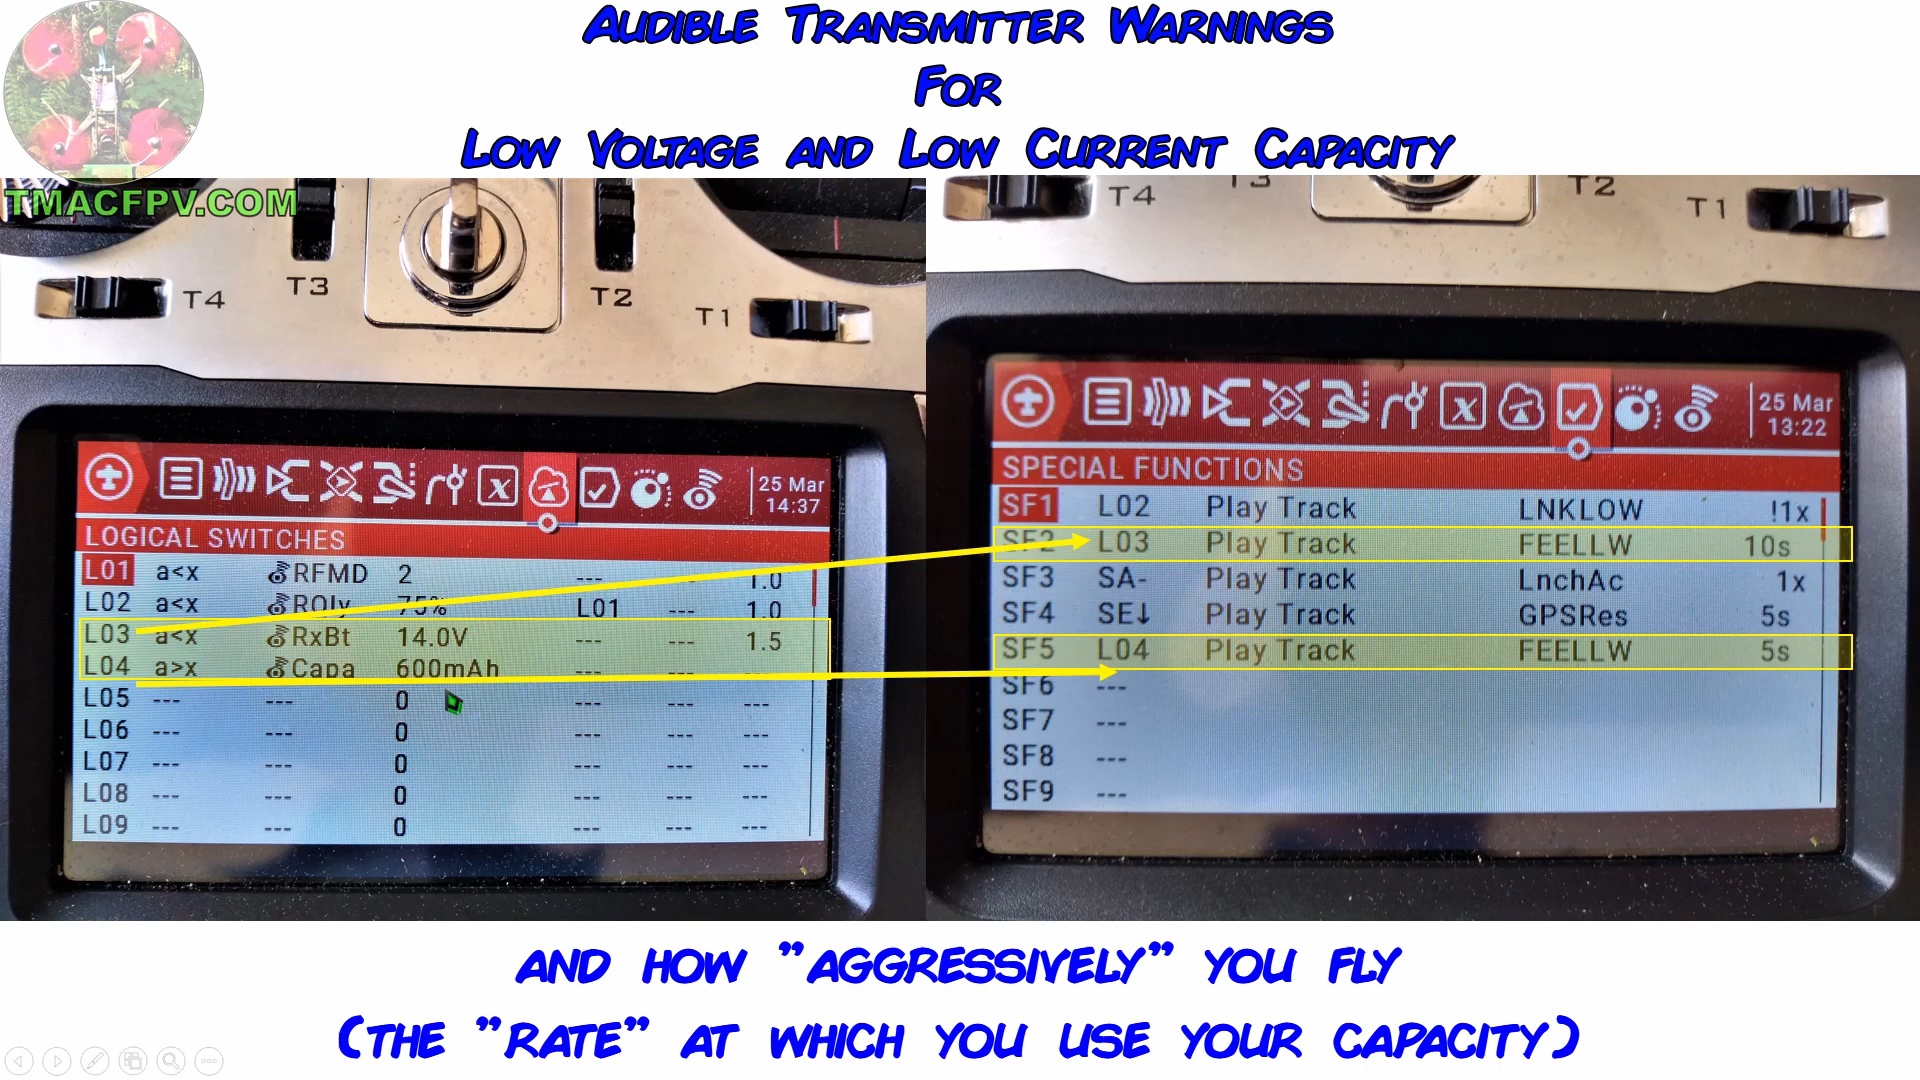 AUDIBLE TRANSMITTER WARNINGS
FOR
LOW VOLTAGE AND LOW CURRENT CAPACITY
TMACFPV.COM
T4 T3 T2 T1
25 Mar
14:37
LOGICAL SWITCHES
L01 a<x RFMD 2 --- --- 1.0
L02 a<x RQly 75% L01 --- 1.0
L03 a<x RxBt 14.0V --- --- 1.5
L04 a>x Capa 600mAh --- --- ---
L05 --- --- 0 --- --- ---
L06 --- --- 0 --- --- ---
L07 --- --- 0 --- --- ---
L08 --- --- 0 --- --- ---
L09 --- --- 0 --- --- ---
T4 T3 T2 T1
25 Mar
13:22
SPECIAL FUNCTIONS
SF1 L02 Play Track LNKLOW !1x
SF2 L03 Play Track FEELLW 10s
SF3 SA- Play Track LnchAc 1x
SF4 SE↓ Play Track GPSRes 5s
SF5 L04 Play Track FEELLW 5s
SF6 ---
SF7 ---
SF8 ---
SF9 ---
AND HOW "AGGRESSIVELY" YOU FLY
(THE "RATE" AT WHICH YOU USE YOUR CAPACITY)